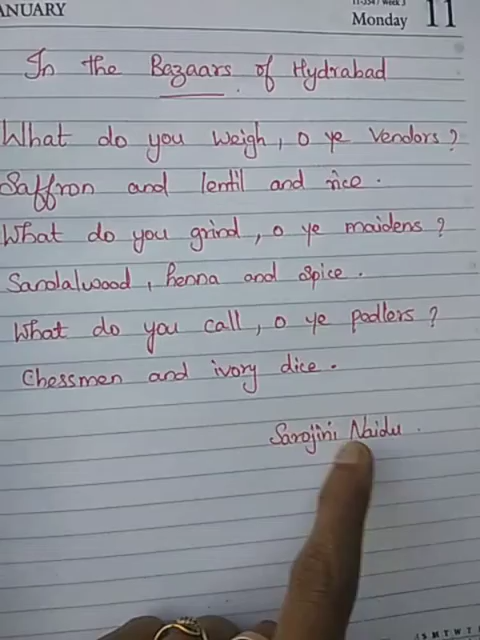 ANUARY
Monday 11
In the Bazaars of Hydrabad
What do you weigh, o ye vendors?
Saffron and lentil and rice.
What do you grind, o ye maidens?
Sandalwood, henna and spice.
What do you call, o ye pedlers?
Chessmen and ivory dice.
Sarojini Naidu.
S M T W T